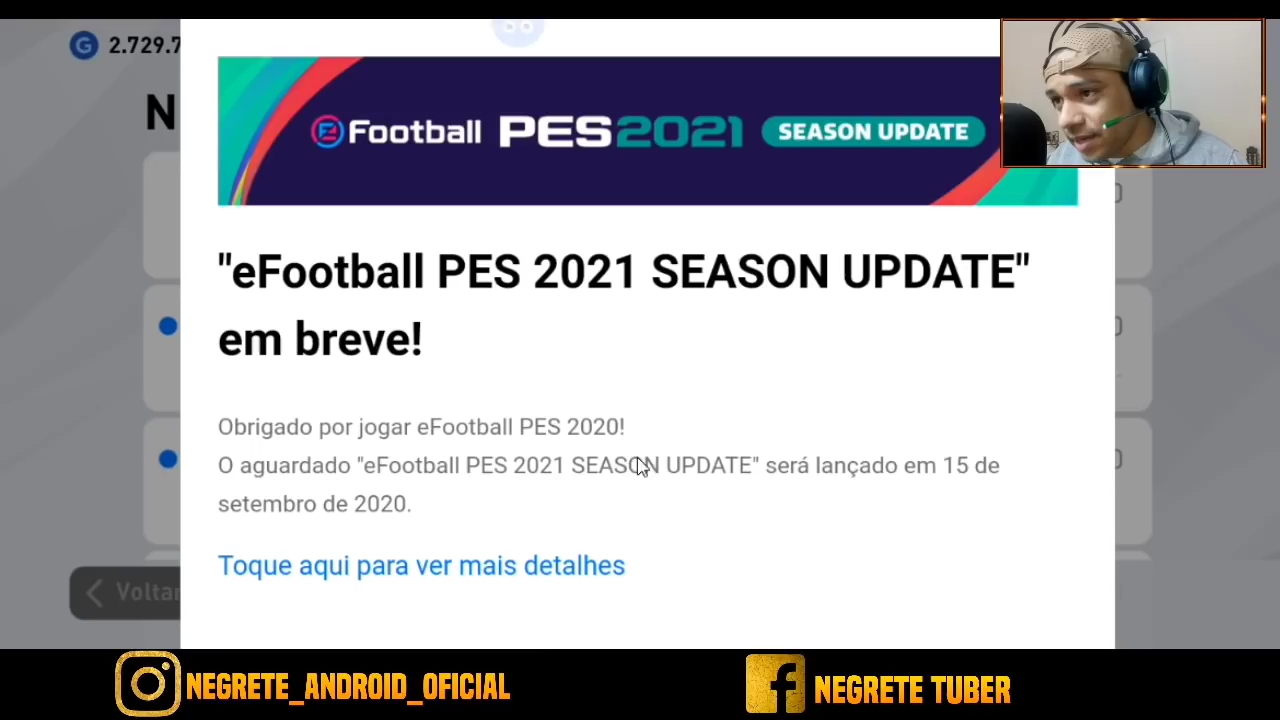 2.729.7
N
eFootball PES2021 SEASON UPDATE
"eFootball PES 2021 SEASON UPDATE"
em breve!
Obrigado por jogar eFootball PES 2020!
O aguardado "eFootball PES 2021 SEASON UPDATE" será lançado em 15 de
setembro de 2020.
Toque aqui para ver mais detalhes
Voltar
NEGRETE_ANDROID_OFICIAL
NEGRETE TUBER